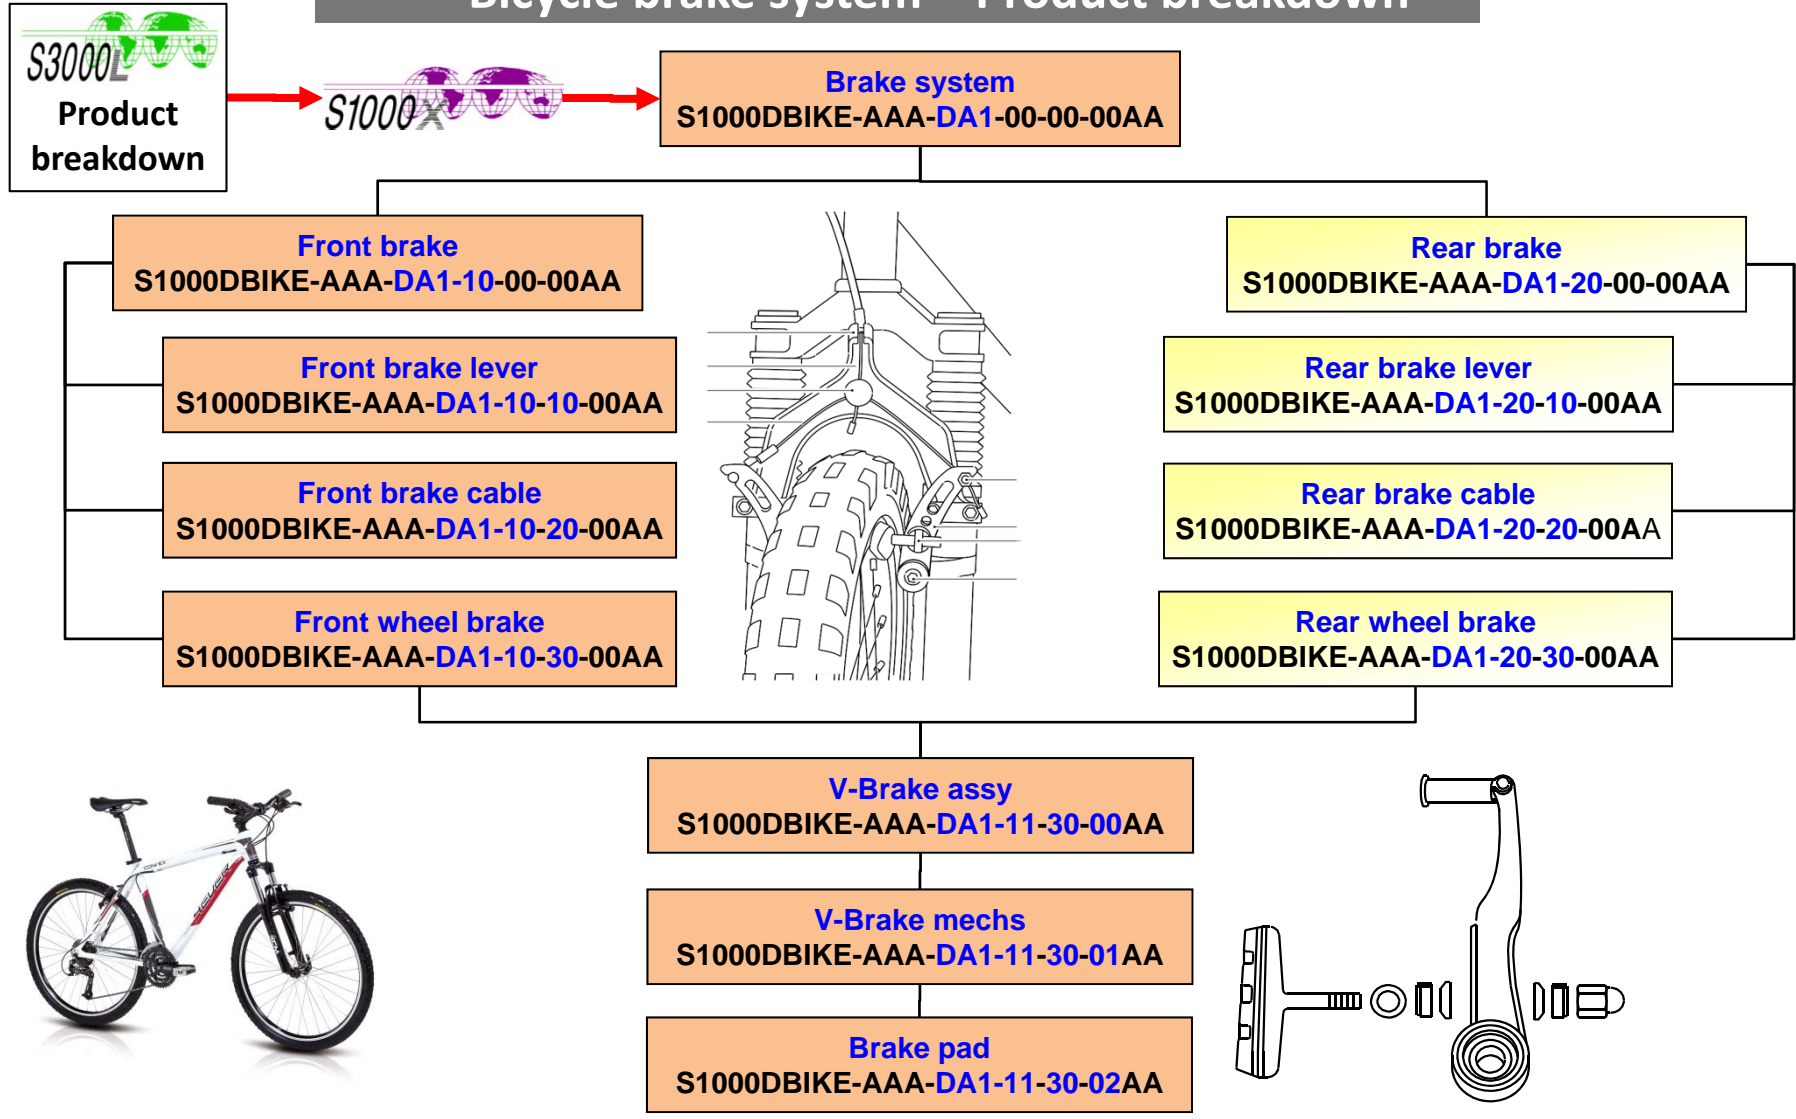 Bicycle brake system – Product breakdown
S3000L
Product
breakdown
S1000X
Brake system
S1000DBIKE-AAA-DA1-00-00-00AA
Front brake
S1000DBIKE-AAA-DA1-10-00-00AA
Front brake lever
S1000DBIKE-AAA-DA1-10-10-00AA
Front brake cable
S1000DBIKE-AAA-DA1-10-20-00AA
Front wheel brake
S1000DBIKE-AAA-DA1-10-30-00AA
Rear brake
S1000DBIKE-AAA-DA1-20-00-00AA
Rear brake lever
S1000DBIKE-AAA-DA1-20-10-00AA
Rear brake cable
S1000DBIKE-AAA-DA1-20-20-00AA
Rear wheel brake
S1000DBIKE-AAA-DA1-20-30-00AA
V-Brake assy
S1000DBIKE-AAA-DA1-11-30-00AA
V-Brake mechs
S1000DBIKE-AAA-DA1-11-30-01AA
Brake pad
S1000DBIKE-AAA-DA1-11-30-02AA